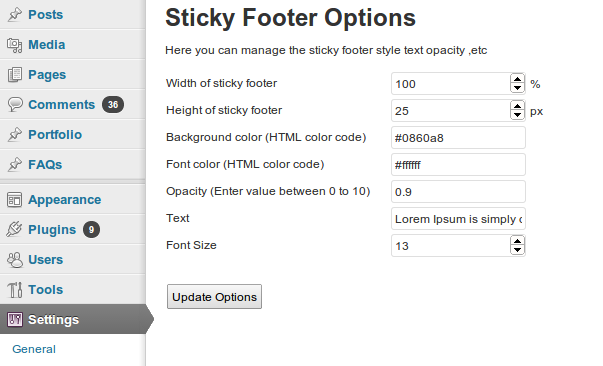 Posts
Media
Pages
Comments 36
Portfolio
FAQs
Appearance
Plugins 9
Users
Tools
Settings
General
Sticky Footer Options
Here you can manage the sticky footer style text opacity ,etc
Width of sticky footer 100 %
Height of sticky footer 25 px
Background color (HTML color code) #0860a8
Font color (HTML color code) #ffffff
Opacity (Enter value between 0 to 10) 0.9
Text Lorem Ipsum is simply
Font Size 13
Update Options